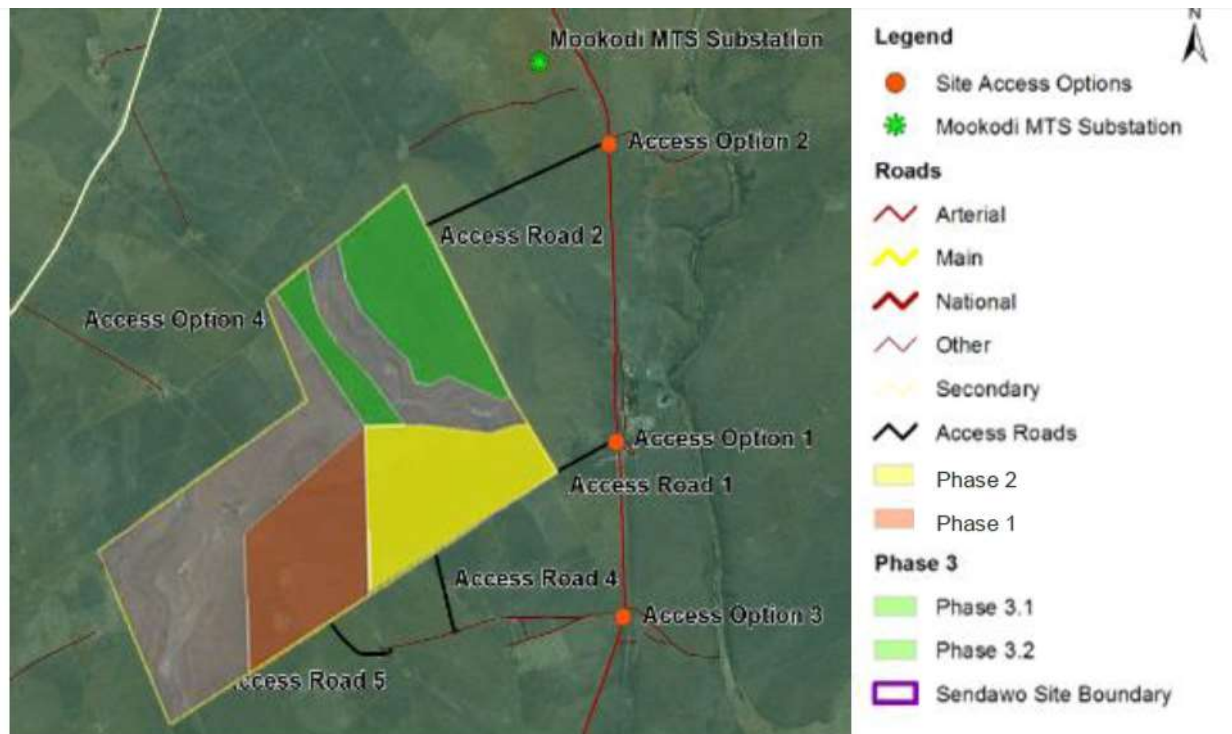 Mookodi MTS Substation
Access Option 2
Access Road 2
Access Option 4
Access Option 1
Access Road 1
Access Road 4
Access Option 3
ccess Road 5
N
Legend
Site Access Options
Mookodi MTS Substation
Roads
Arterial
Main
National
Other
Secondary
Access Roads
Phase 2
Phase 1
Phase 3
Phase 3.1
Phase 3.2
Sendawo Site Boundary